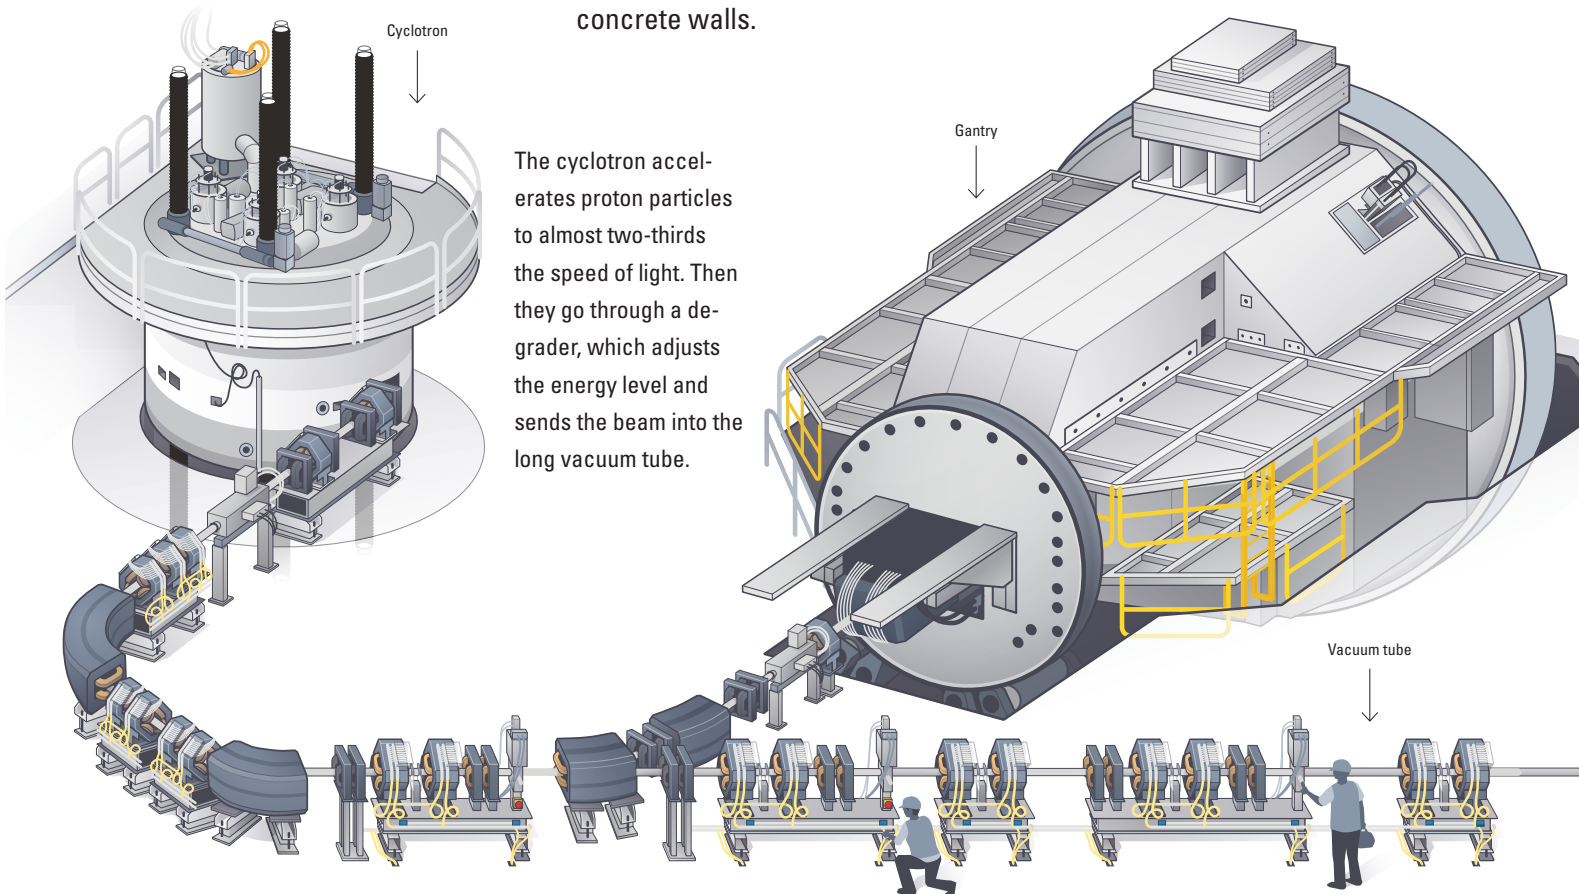 concrete walls.
Cyclotron
Gantry
The cyclotron accel-
erates proton particles
to almost two-thirds
the speed of light. Then
they go through a de-
grader, which adjusts
the energy level and
sends the beam into the
long vacuum tube.
Vacuum tube